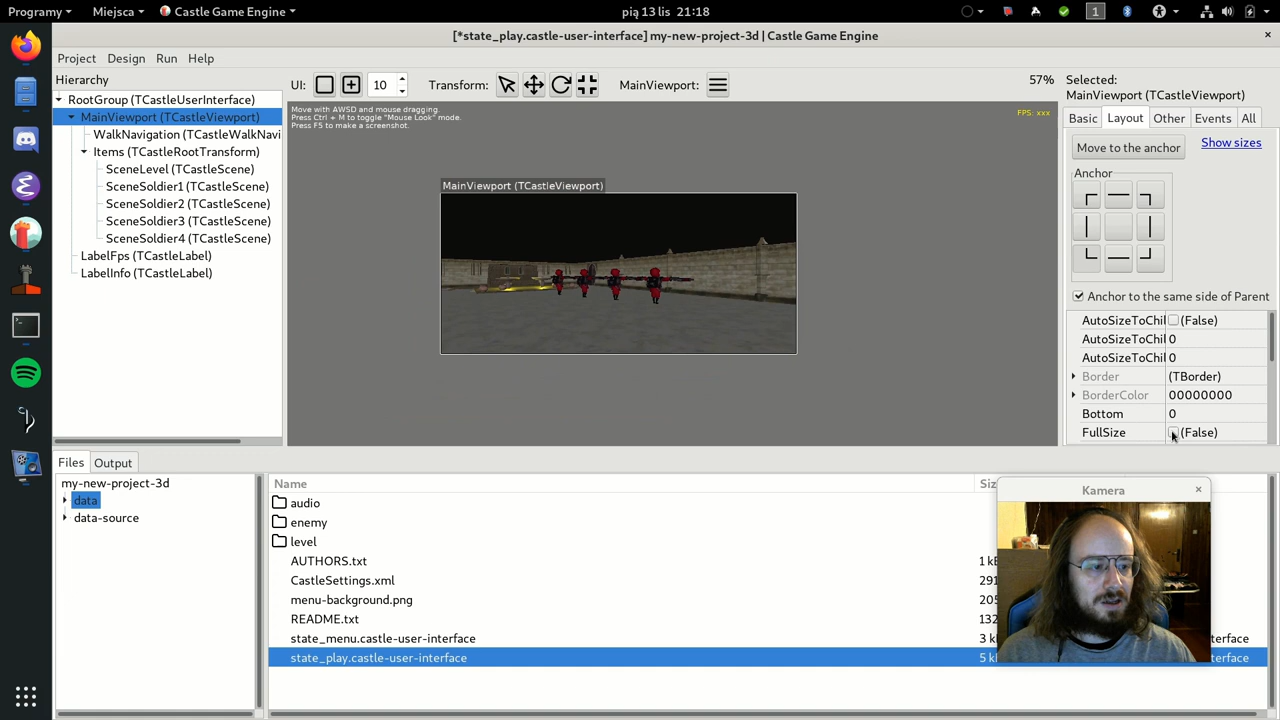 Programy Miejsca Castle Game Engine pią 13 lis 21:18 1
[*state_play.castle-user-interface] my-new-project-3d | Castle Game Engine ×
File Design Run Help
Hierarchy
RootGroup (TCastleUserInterface)
MainViewport (TCastleViewport)
WalkNavigation (TCastleWalkNavi
Items (TCastleRootTransform)
SceneLevel (TCastleScene)
SceneSoldier1 (TCastleScene)
SceneSoldier2 (TCastleScene)
SceneSoldier3 (TCastleScene)
SceneSoldier4 (TCastleScene)
LabelFps (TCastleLabel)
LabelInfo (TCastleLabel)
UI: 10 Transform: MainViewport: 57%
Move with AWSD and mouse dragging.
Press Ctrl + M to toggle "Mouse Look" mode.
Press F5 to make a screenshot.
FPS: xxx
MainViewport (TCastleViewport)
Selected:
MainViewport (TCastleViewport)
Basic Layout Other Events All
Move to the anchor Show sizes
Anchor
Anchor to the same side of Parent
AutoSizeToChil (False)
AutoSizeToChil 0
AutoSizeToChil 0
Border (TBorder)
BorderColor 00000000
Bottom 0
FullSize (False)
Files Output
my-new-project-3d
data
data-source
Name Siz
audio
enemy
level
AUTHORS.txt 1 kB
CastleSettings.xml 291
menu-background.png 205
README.txt 132
state_menu.castle-user-interface 3 kB terface
state_play.castle-user-interface 5 kB terface
Kamera ×